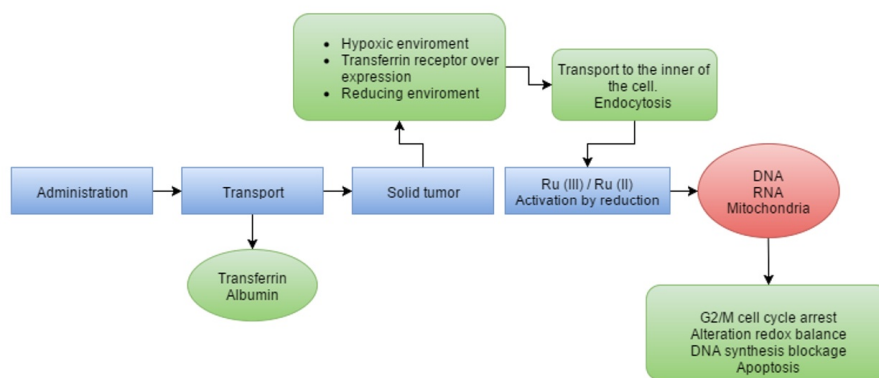 Hypoxic enviroment
Transferrin receptor over
expression
Reducing enviroment
Transport to the inner of
the cell.
Endocytosis
Administration
Transport
Solid tumor
Ru (III) / Ru (II)
Activation by reduction
DNA
RNA
Mitochondria
Transferrin
Albumin
G2/M cell cycle arrest
Alteration redox balance
DNA synthesis blockage
Apoptosis